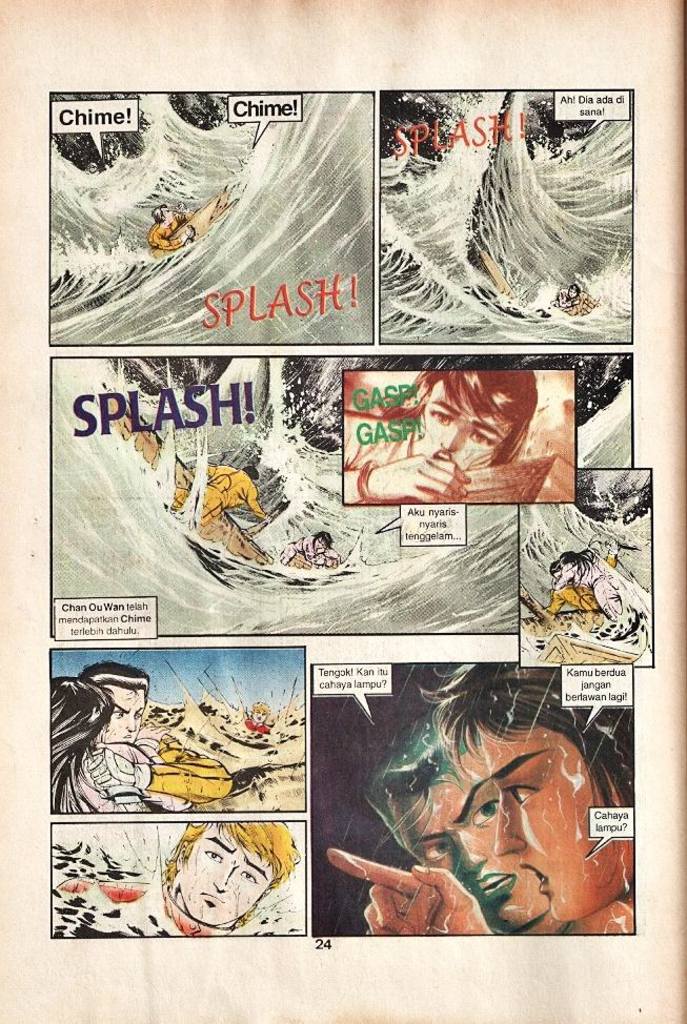 Chime!
Chime!
SPLASH!
SPLASH!
Ah! Dia ada di
sana!
SPLASH!
GASP!
GASP!
Aku nyaris-
nyaris
tenggelam...
Chan Ou Wan telah
mendapatkan Chime
terlebih dahulu.
Tengok! Kan itu
cahaya lampu?
Kamu berdua
jangan
berlawan lagi!
Cahaya
lampu?
24